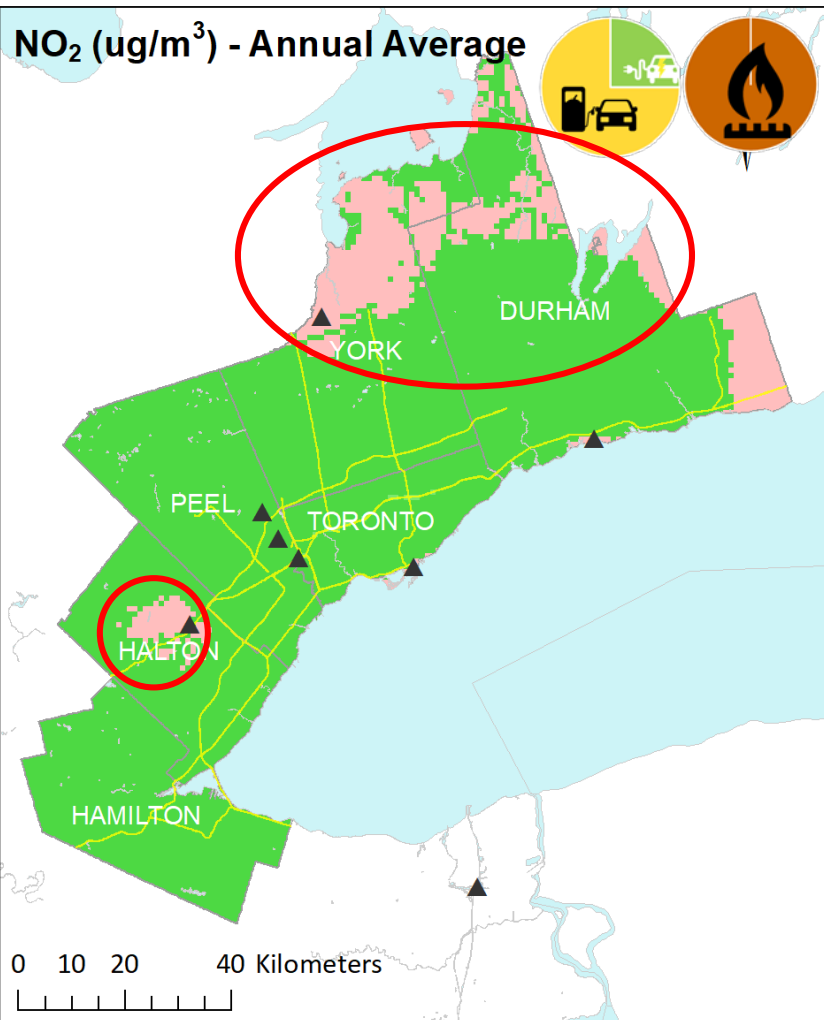 NO₂ (ug/m³) - Annual Average
DURHAM
YORK
PEEL
TORONTO
HALTON
HAMILTON
0 10 20 40 Kilometers